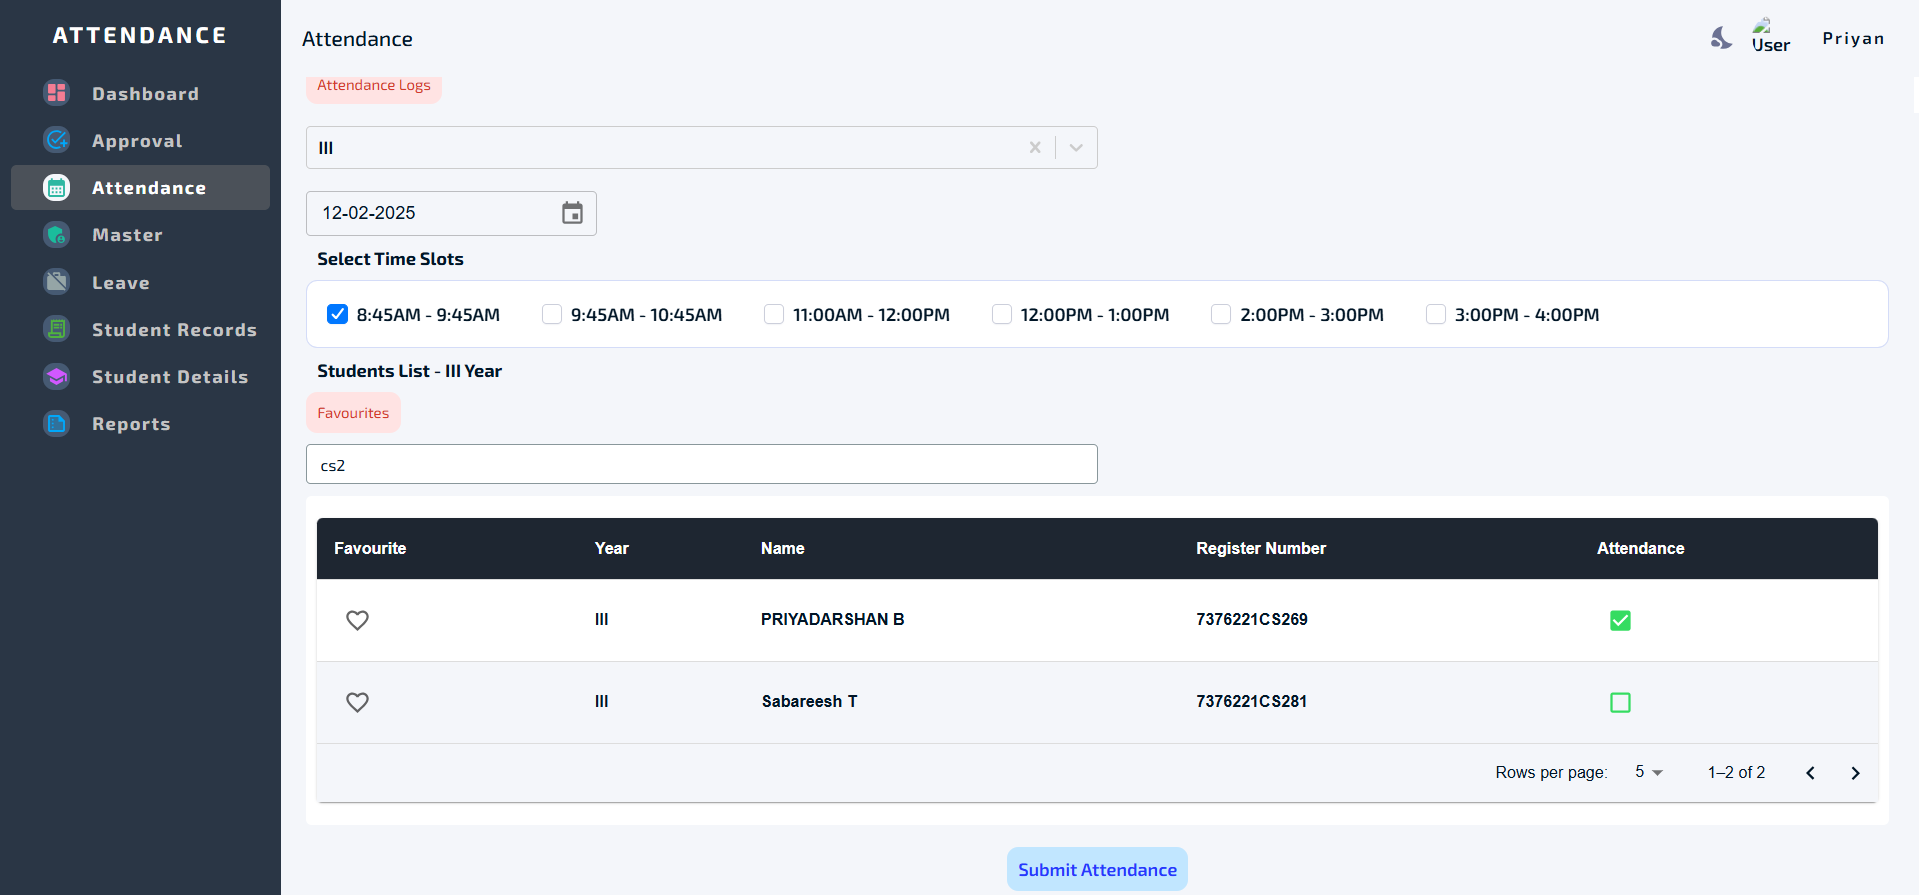 ATTENDANCE
Dashboard
Approval
Attendance
Master
Leave
Student Records
Student Details
Reports
Attendance
User
Priyan
Attendance Logs
III
12-02-2025
Select Time Slots
8:45AM - 9:45AM 9:45AM - 10:45AM 11:00AM - 12:00PM 12:00PM - 1:00PM 2:00PM - 3:00PM 3:00PM - 4:00PM
Students List - III Year
Favourites
cs2
Favourite Year Name Register Number Attendance
III PRIYADARSHAN B 7376221CS269
III Sabareesh T 7376221CS281
Rows per page: 5 1–2 of 2
Submit Attendance